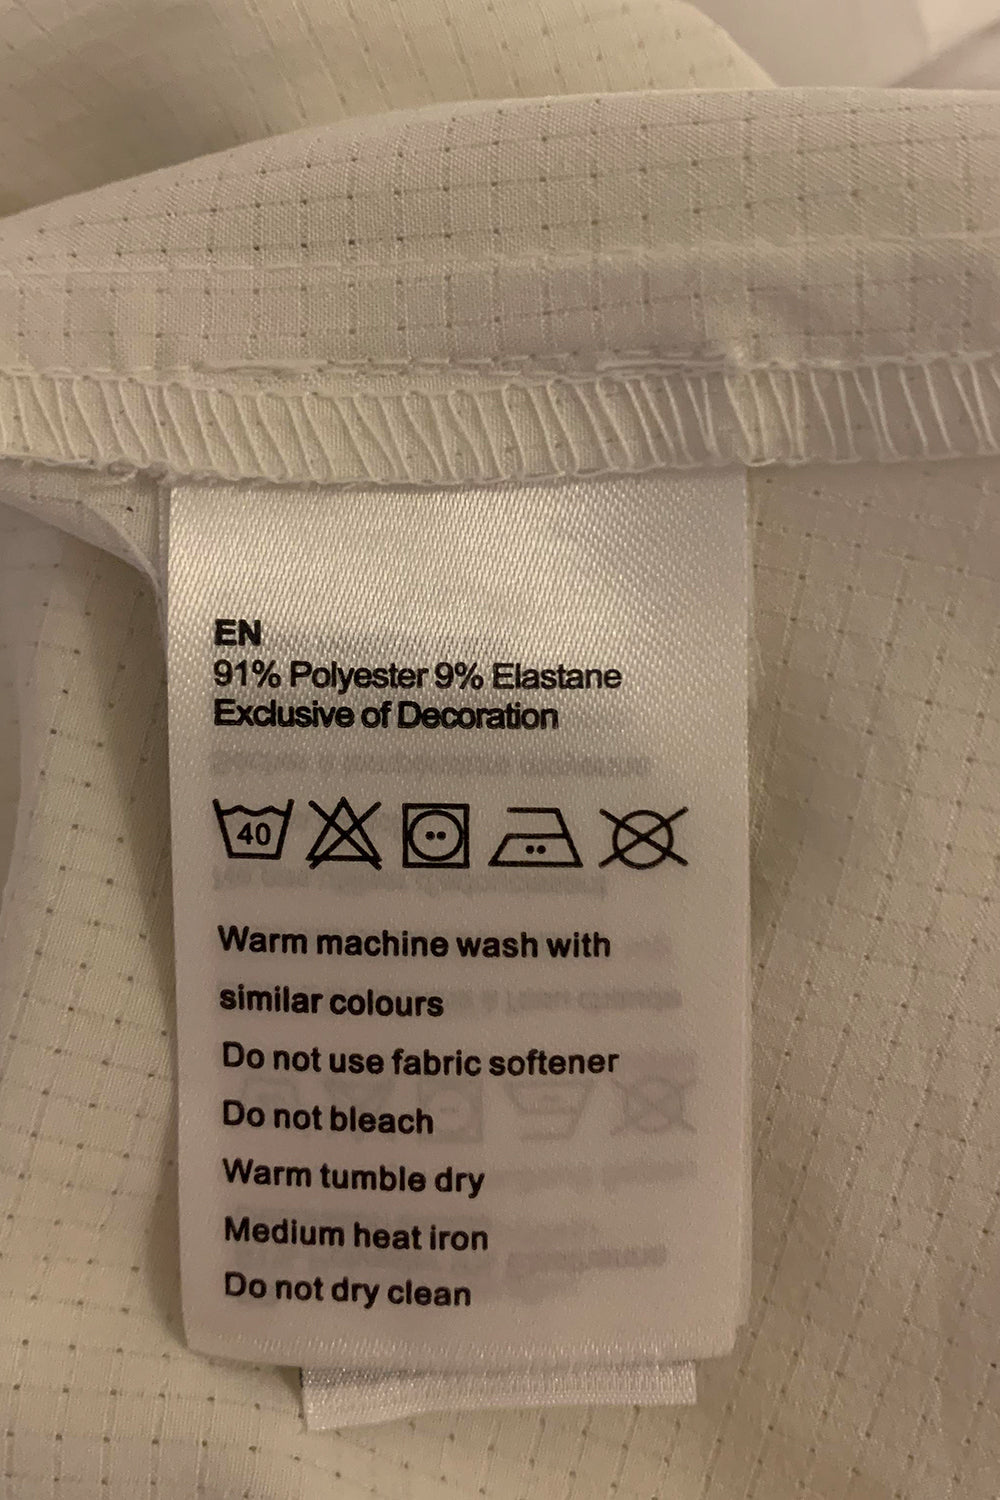 EN
91% Polyester 9% Elastane
Exclusive of Decoration
40
Warm machine wash with
similar colours
Do not use fabric softener
Do not bleach
Warm tumble dry
Medium heat iron
Do not dry clean